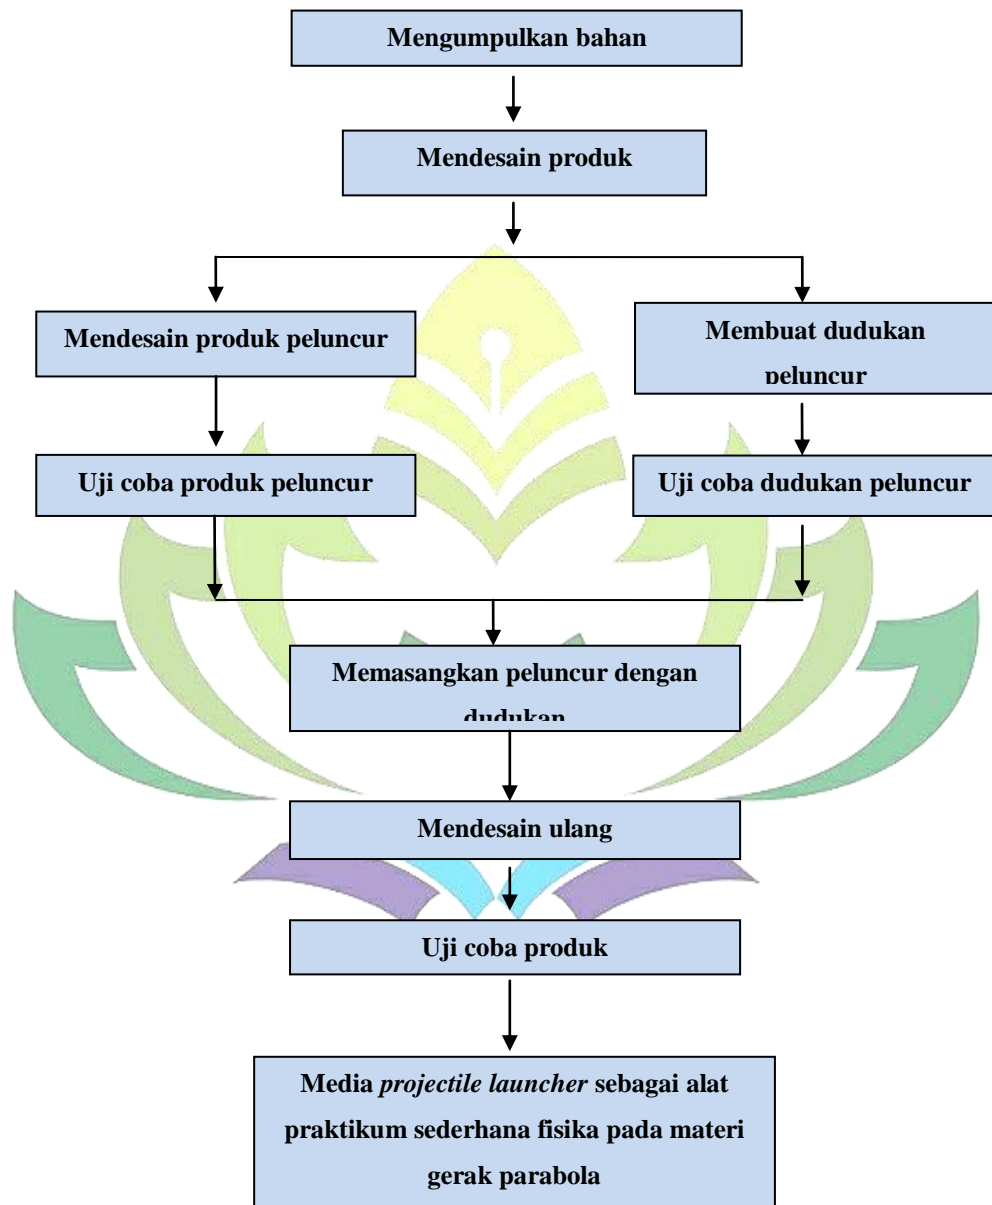 Mengumpulkan bahan
Mendesain produk
Mendesain produk peluncur
Membuat dudukan
peluncur
Uji coba produk peluncur
Uji coba dudukan peluncur
Memasangkan peluncur dengan
dudukan
Mendesain ulang
Uji coba produk
Media projectile launcher sebagai alat
praktikum sederhana fisika pada materi
gerak parabola